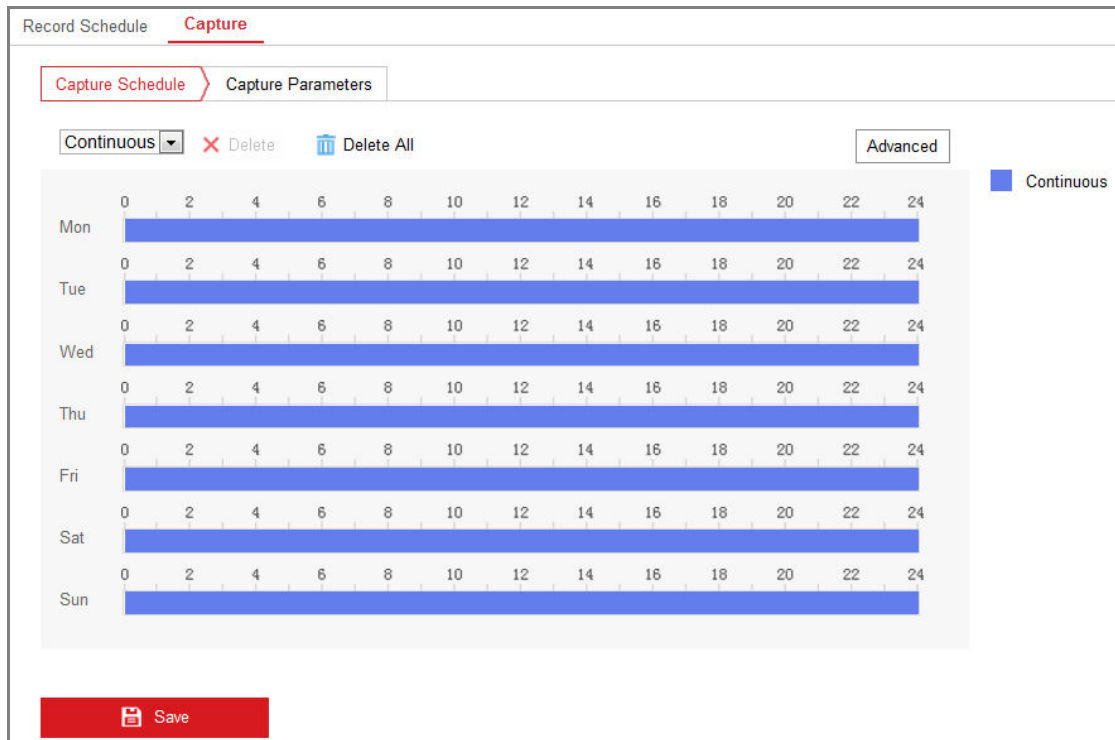 Record Schedule Capture
Capture Schedule Capture Parameters
Continuous Delete Delete All Advanced
Continuous
0 2 4 6 8 10 12 14 16 18 20 22 24
Mon
0 2 4 6 8 10 12 14 16 18 20 22 24
Tue
0 2 4 6 8 10 12 14 16 18 20 22 24
Wed
0 2 4 6 8 10 12 14 16 18 20 22 24
Thu
0 2 4 6 8 10 12 14 16 18 20 22 24
Fri
0 2 4 6 8 10 12 14 16 18 20 22 24
Sat
0 2 4 6 8 10 12 14 16 18 20 22 24
Sun
Save